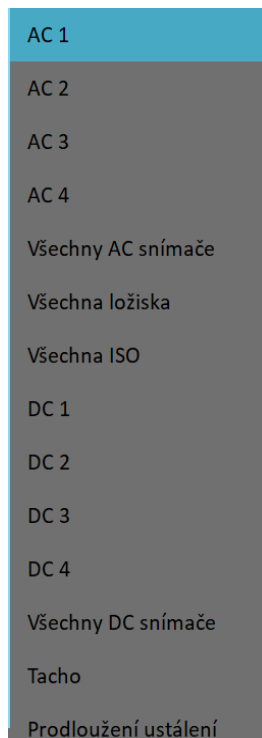 AC 1
AC 2
AC 3
AC 4
Všechny AC snímače
Všechna ložiska
Všechna ISO
DC 1
DC 2
DC 3
DC 4
Všechny DC snímače
Tacho
Prodloužení ustálení